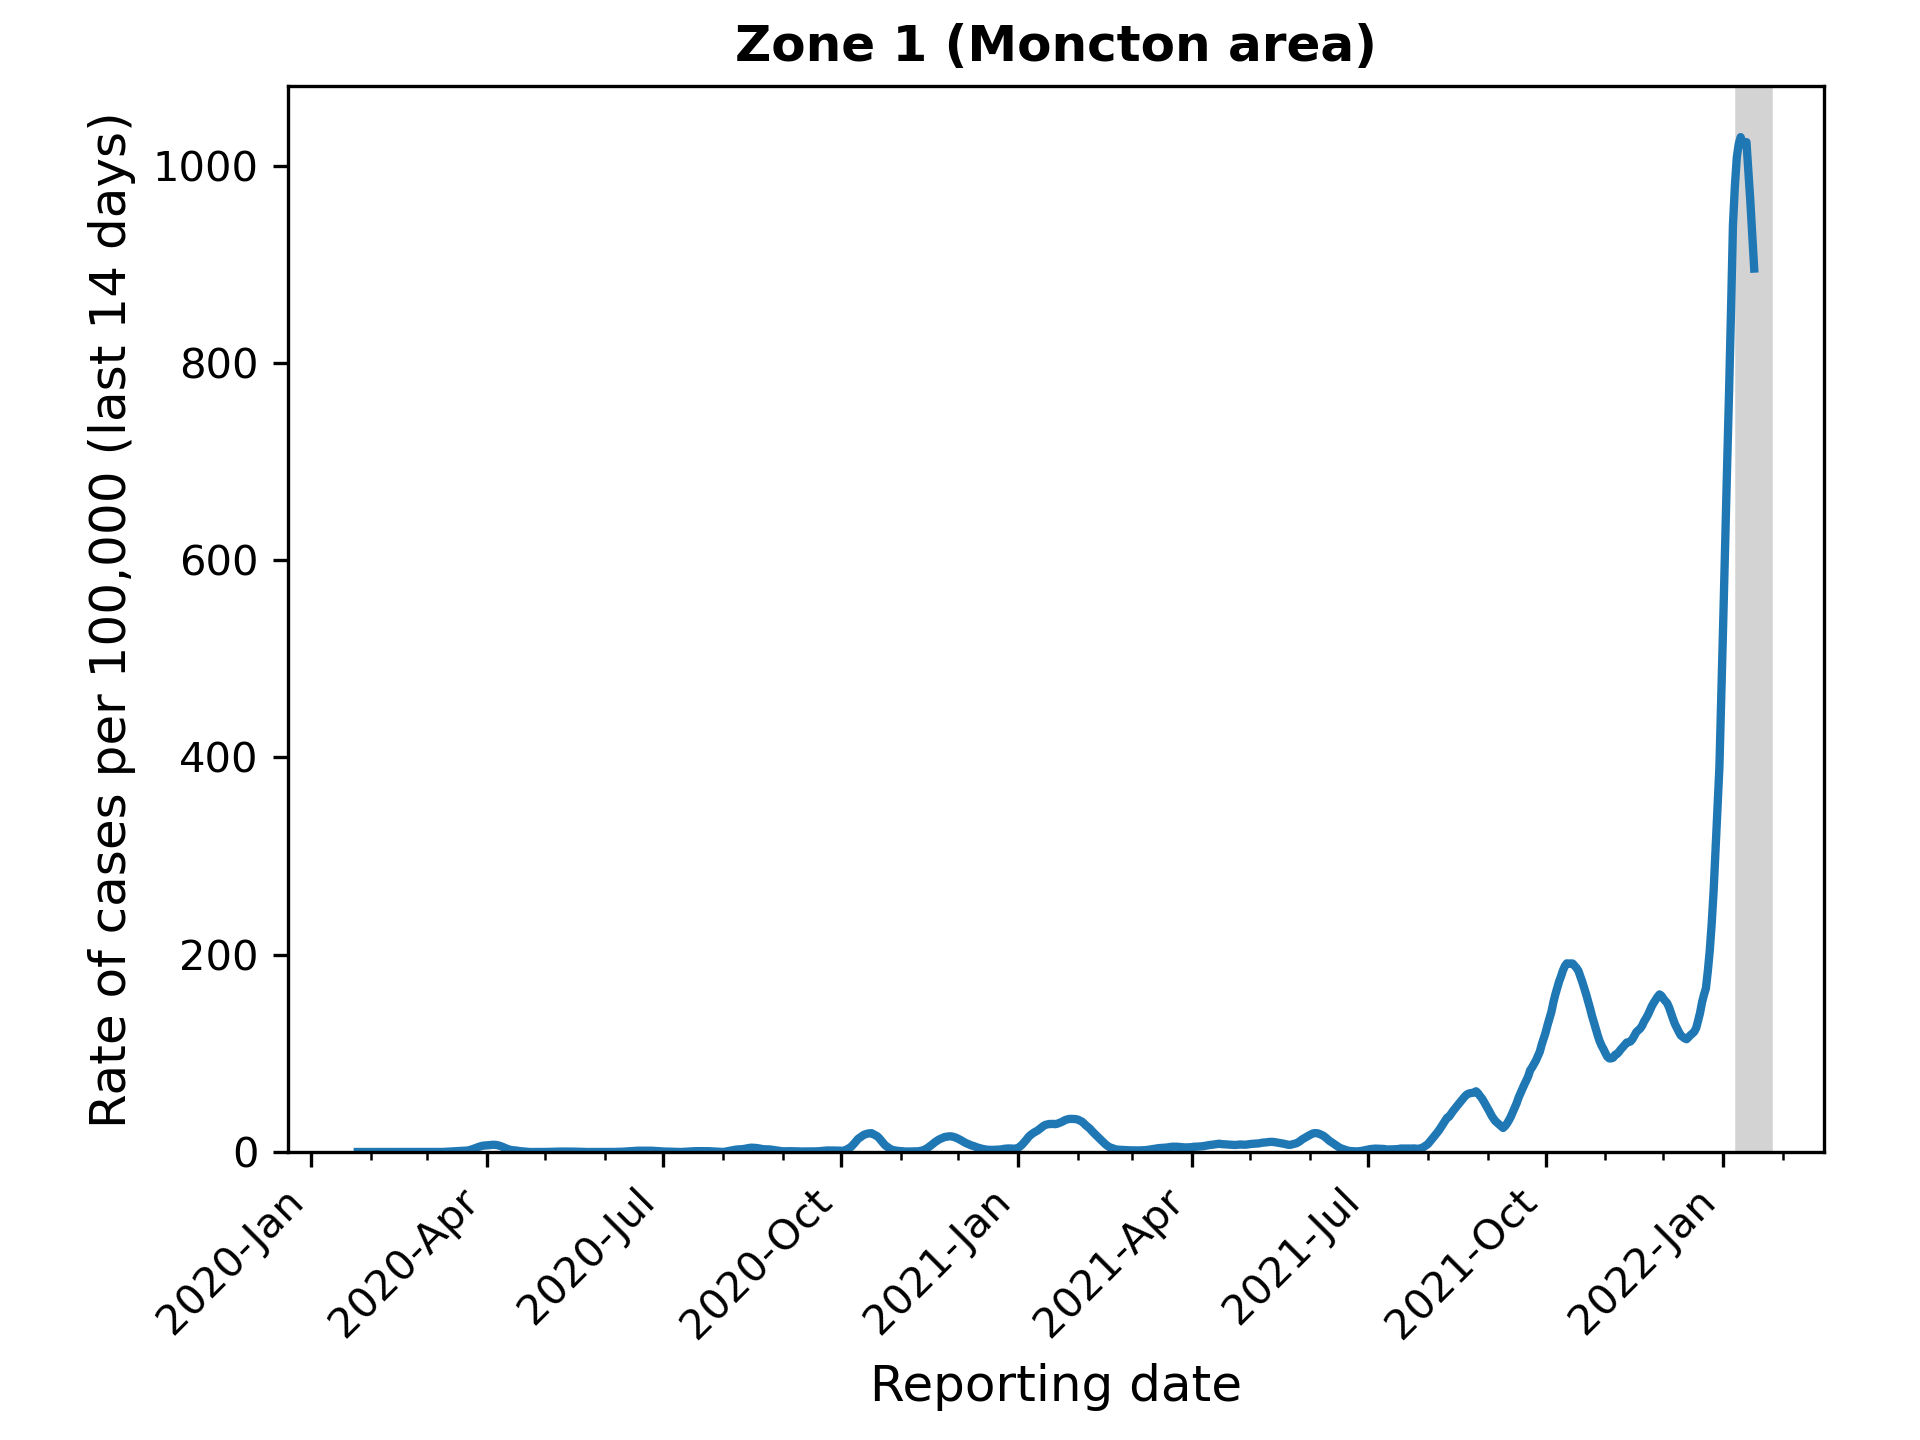 Zone 1 (Moncton area)
Rate of cases per 100,000 (last 14 days)
1000
800
600
400
200
0
2020-Jan
2020-Apr
2020-Jul
2020-Oct
2021-Jan
2021-Apr
2021-Jul
2021-Oct
2022-Jan
Reporting date